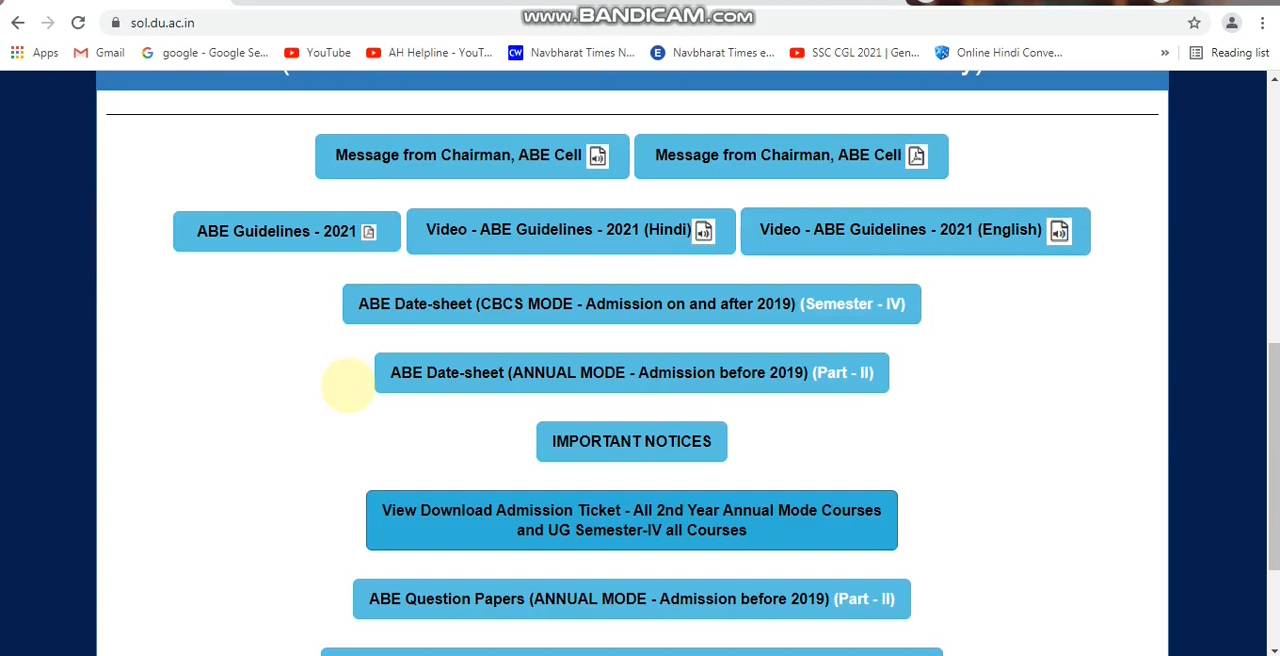 sol.du.ac.in
www.BANDICAM.com
Apps
Gmail
google - Google Se...
YouTube
AH Helpline - YouT...
Navbharat Times N...
Navbharat Times e...
SSC CGL 2021 | Gen...
Online Hindi Conve...
»
Reading list
Message from Chairman, ABE Cell
Message from Chairman, ABE Cell
ABE Guidelines - 2021
Video - ABE Guidelines - 2021 (Hindi)
Video - ABE Guidelines - 2021 (English)
ABE Date-sheet (CBCS MODE - Admission on and after 2019) (Semester - IV)
ABE Date-sheet (ANNUAL MODE - Admission before 2019) (Part - II)
IMPORTANT NOTICES
View Download Admission Ticket - All 2nd Year Annual Mode Courses
and UG Semester-IV all Courses
ABE Question Papers (ANNUAL MODE - Admission before 2019) (Part - II)